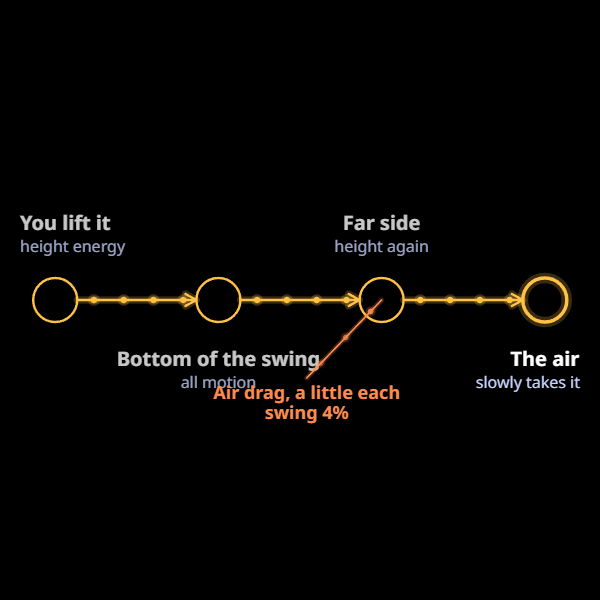 You lift it
height energy
Far side
height again
Bottom of the swing
all motion
Air drag, a little each
swing 4%
The air
slowly takes it